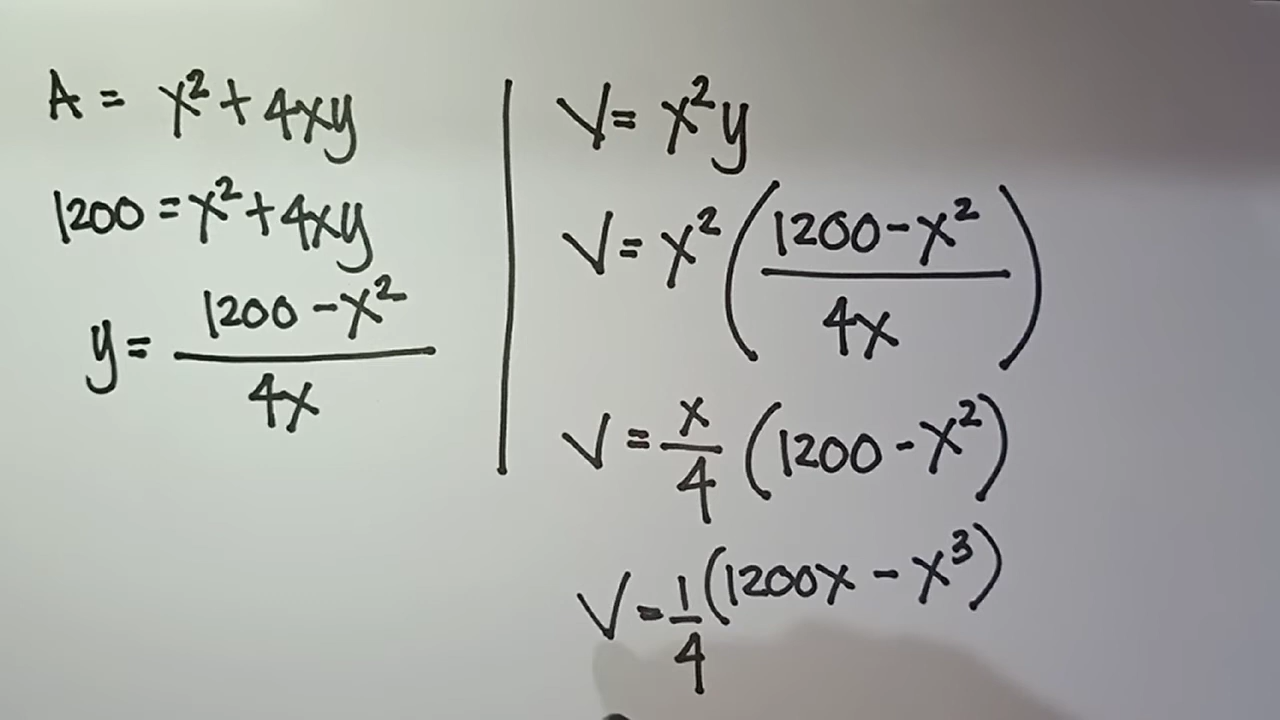 A = x² + 4xy
1200 = x² + 4xy
y = (1200 - x²)/(4x)
V = x²y
V = x²((1200 - x²)/(4x))
V = x/4 (1200 - x²)
V = 1/4 (1200x - x³)